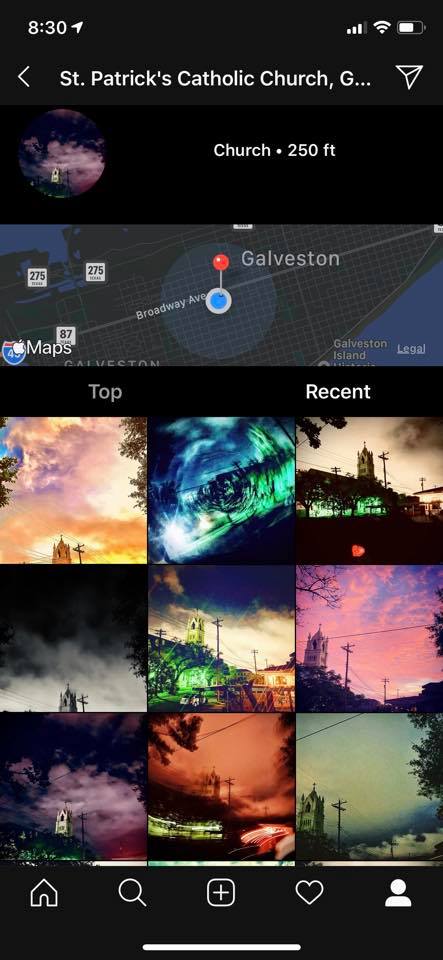 8:30
St. Patrick's Catholic Church, G...
Church • 250 ft
275
TEXAS
275
TEXAS
Galveston
Broadway Ave
87
TEXAS
Maps
GALVESTON
Galveston
Island
Historic
Legal
Top
Recent